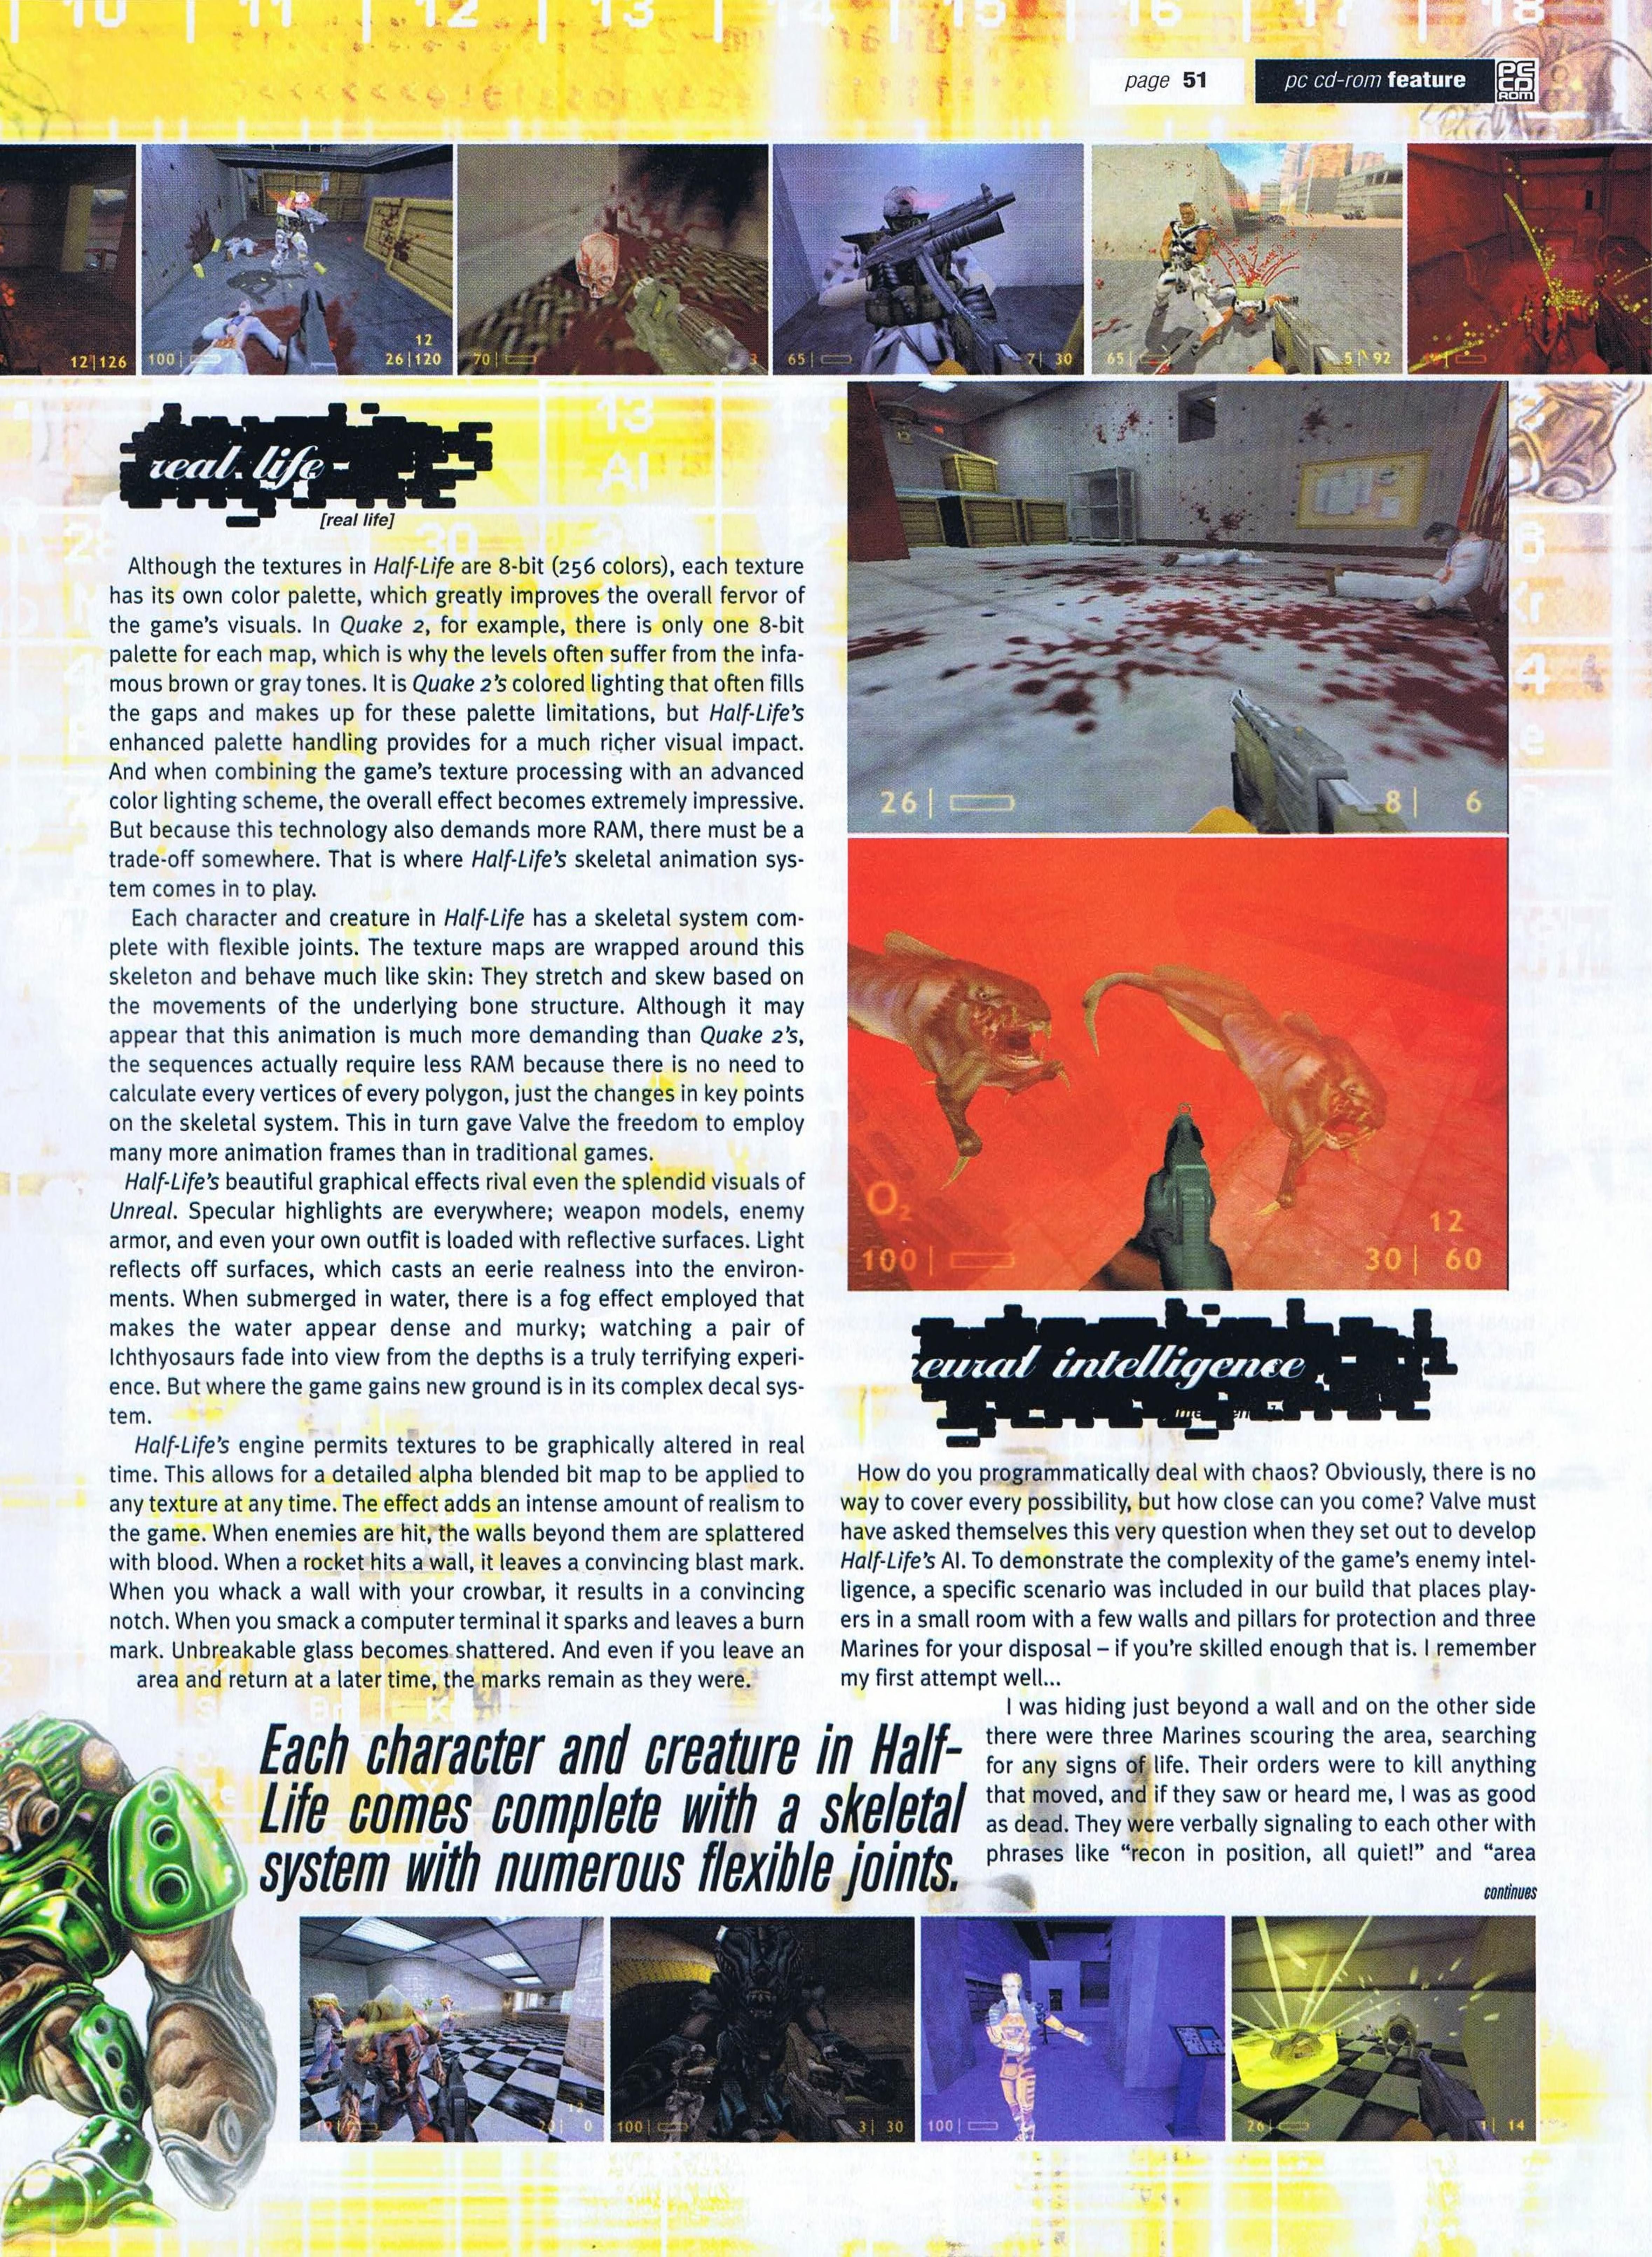 10 11 12 13 14 15 16 17 18
page 51
pc cd-rom feature
PC
CD
ROM
12|126
100|
12
26|120
70|
3
65|
7| 30
65|
5| 92
13
Al
real life -
[real life]
Although the textures in Half-Life are 8-bit (256 colors), each texture
has its own color palette, which greatly improves the overall fervor of
the game's visuals. In Quake 2, for example, there is only one 8-bit
palette for each map, which is why the levels often suffer from the infa-
mous brown or gray tones. It is Quake 2's colored lighting that often fills
the gaps and makes up for these palette limitations, but Half-Life's
enhanced palette handling provides for a much richer visual impact.
And when combining the game's texture processing with an advanced
color lighting scheme, the overall effect becomes extremely impressive.
But because this technology also demands more RAM, there must be a
trade-off somewhere. That is where Half-Life's skeletal animation sys-
tem comes in to play.
Each character and creature in Half-Life has a skeletal system com-
plete with flexible joints. The texture maps are wrapped around this
skeleton and behave much like skin: They stretch and skew based on
the movements of the underlying bone structure. Although it may
appear that this animation is much more demanding than Quake 2's,
the sequences actually require less RAM because there is no need to
calculate every vertices of every polygon, just the changes in key points
on the skeletal system. This in turn gave Valve the freedom to employ
many more animation frames than in traditional games.
Half-Life's beautiful graphical effects rival even the splendid visuals of
Unreal. Specular highlights are everywhere; weapon models, enemy
armor, and even your own outfit is loaded with reflective surfaces. Light
reflects off surfaces, which casts an eerie realness into the environ-
ments. When submerged in water, there is a fog effect employed that
makes the water appear dense and murky; watching a pair of
Ichthyosaurs fade into view from the depths is a truly terrifying experi-
ence. But where the game gains new ground is in its complex decal sys-
tem.
Half-Life's engine permits textures to be graphically altered in real
time. This allows for a detailed alpha blended bit map to be applied to
any texture at any time. The effect adds an intense amount of realism to
the game. When enemies are hit, the walls beyond them are splattered
with blood. When a rocket hits a wall, it leaves a convincing blast mark.
When you whack a wall with your crowbar, it results in a convincing
notch. When you smack a computer terminal it sparks and leaves a burn
mark. Unbreakable glass becomes shattered. And even if you leave an
area and return at a later time, the marks remain as they were.
26|
8| 6
O2
100|
12
30| 60
eural intelligence
How do you programmatically deal with chaos? Obviously, there is no
way to cover every possibility, but how close can you come? Valve must
have asked themselves this very question when they set out to develop
Half-Life's AI. To demonstrate the complexity of the game's enemy intel-
ligence, a specific scenario was included in our build that places play-
ers in a small room with a few walls and pillars for protection and three
Marines for your disposal – if you're skilled enough that is. I remember
my first attempt well...
I was hiding just beyond a wall and on the other side
there were three Marines scouring the area, searching
for any signs of life. Their orders were to kill anything
that moved, and if they saw or heard me, I was as good
as dead. They were verbally signaling to each other with
phrases like “recon in position, all quiet!” and “area
continues
Each character and creature in Half-
Life comes complete with a skeletal
system with numerous flexible joints.
100|
3| 30
100|
26|
1| 14